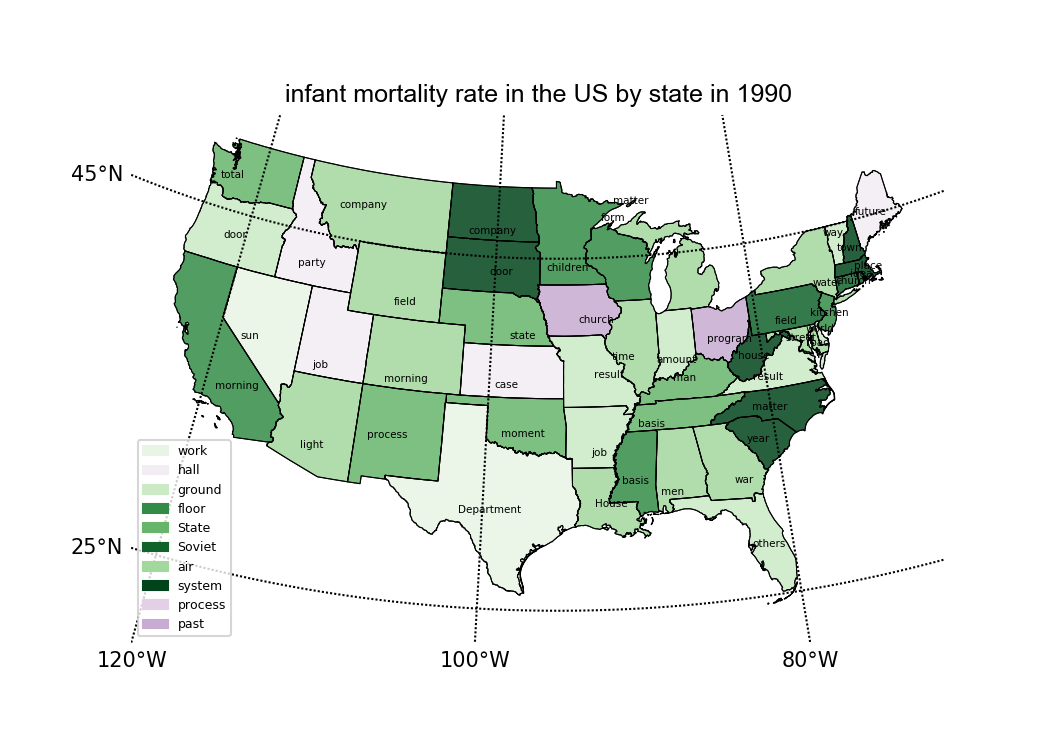 infant mortality rate in the US by state in 1990
45°N
25°N
120°W
100°W
80°W
total
door
party
company
company
door
field
sun
job
morning
morning
light
process
state
case
moment
Department
children
matter
form
church
time
result
amount
program
man
basis
basis
job
House
men
war
others
year
matter
result
house
field
kitchen
way
town
future
place
church
work
hall
ground
floor
State
Soviet
air
system
process
past